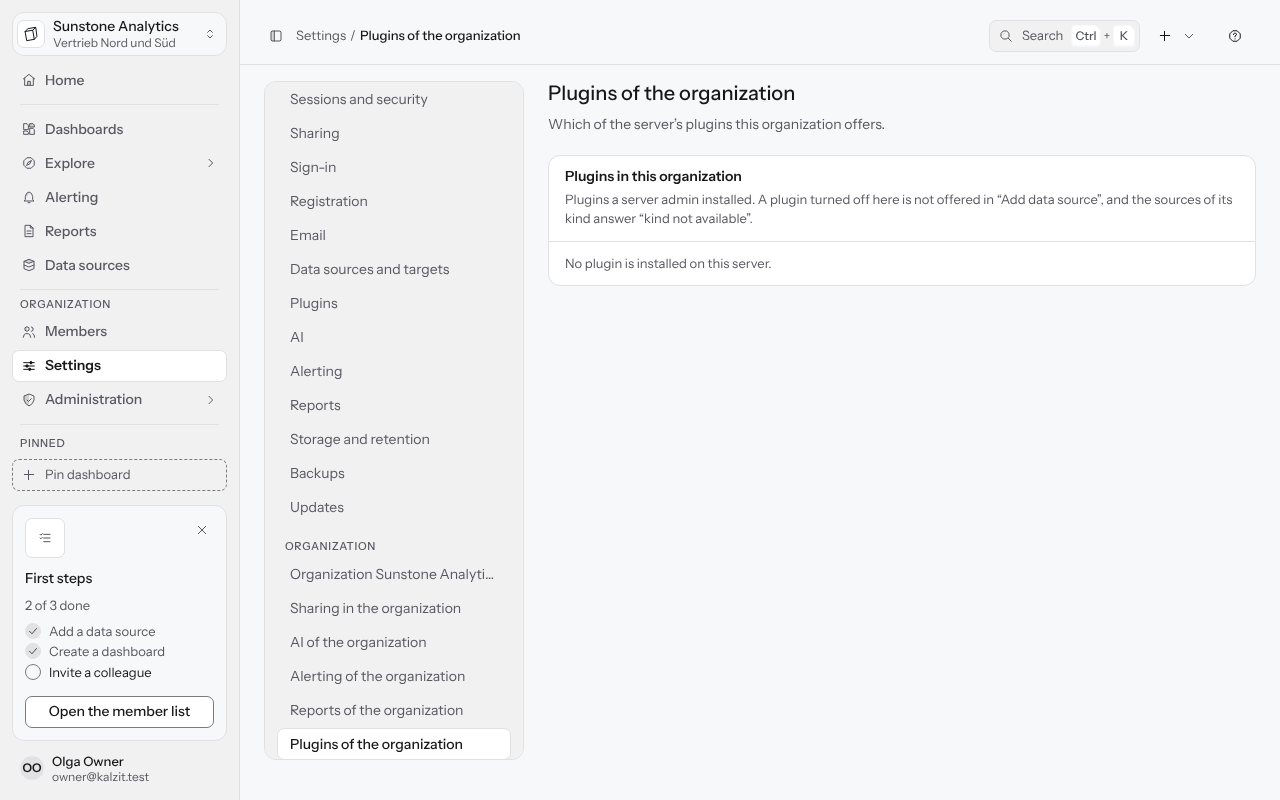 Sunstone Analytics
Vertrieb Nord und Süd
Home
Dashboards
Explore
Alerting
Reports
Data sources
ORGANIZATION
Members
Settings
Administration
PINNED
Pin dashboard
First steps
2 of 3 done
Add a data source
Create a dashboard
Invite a colleague
Open the member list
OO
Olga Owner
owner@kalzit.test
Settings / Plugins of the organization
Search Ctrl + K
Sessions and security
Sharing
Sign-in
Registration
Email
Data sources and targets
Plugins
AI
Alerting
Reports
Storage and retention
Backups
Updates
ORGANIZATION
Organization Sunstone Analyti...
Sharing in the organization
AI of the organization
Alerting of the organization
Reports of the organization
Plugins of the organization
Plugins of the organization
Which of the server’s plugins this organization offers.
Plugins in this organization
Plugins a server admin installed. A plugin turned off here is not offered in “Add data source”, and the sources of its
kind answer “kind not available”.
No plugin is installed on this server.